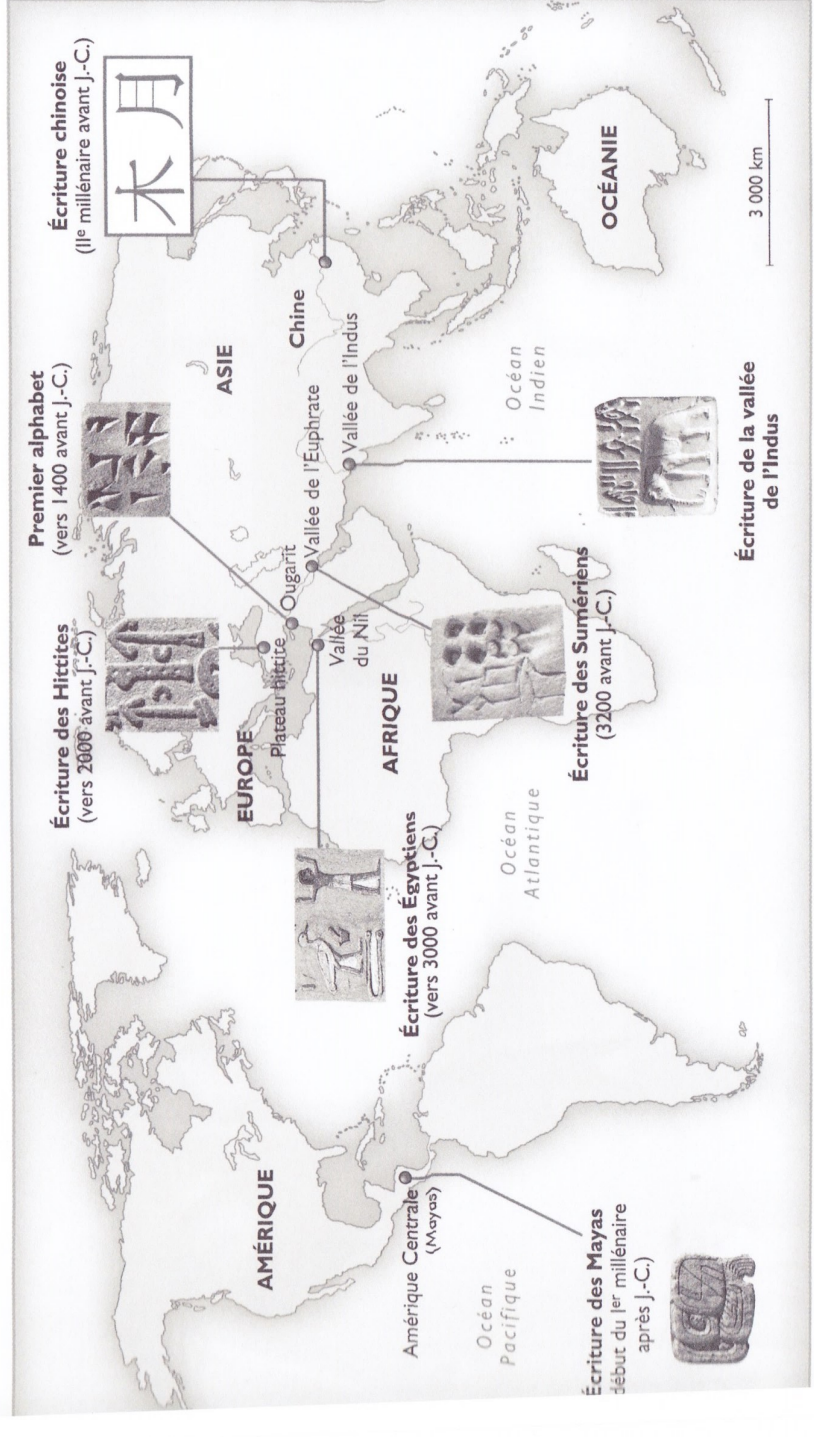 Écriture des Hittites
(vers 2000 avant J.-C.)
Premier alphabet
(vers 1400 avant J.-C.)
Écriture chinoise
(IIe millénaire avant J.-C.)
木月
AMÉRIQUE
EUROPE
ASIE
Chine
Plateau hittite
Ougarit
Vallée de l'Euphrate
Vallée de l'Indus
Vallée
du Nil
AFRIQUE
Écriture des Égyptiens
(vers 3000 avant J.-C.)
Amérique Centrale
(Mayas)
Océan
Pacifique
Océan
Atlantique
Océan
Indien
OCÉANIE
Écriture des Sumériens
(3200 avant J.-C.)
Écriture des Mayas
début du Ier millénaire
après J.-C.)
Écriture de la vallée
de l'Indus
3 000 km